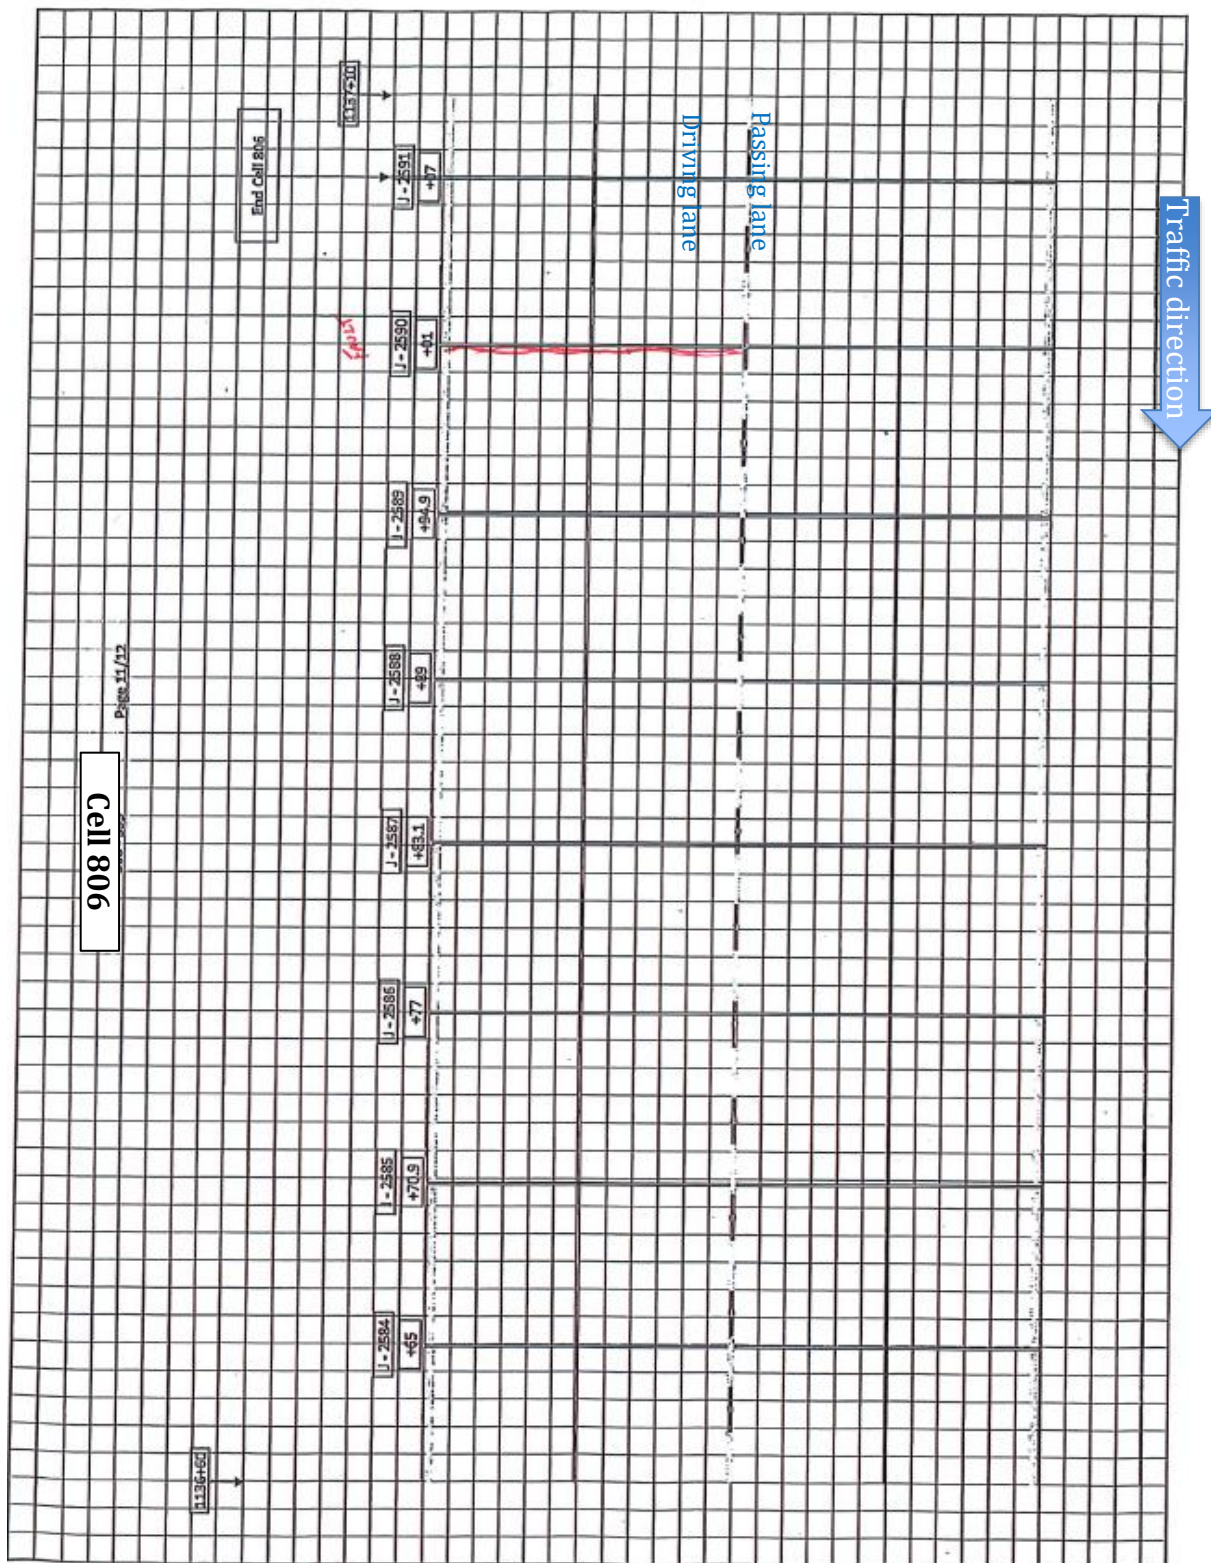 1137+10
End Cell 806
J - 2591
+07
J - 2590
+01
J - 2589
+94.9
J - 2588
+89
J - 2587
+83.1
J - 2586
+77
J - 2585
+70.9
J - 2584
+65
1136+60
Passing lane
Driving lane
Traffic direction
Page 11/12
Cell 806